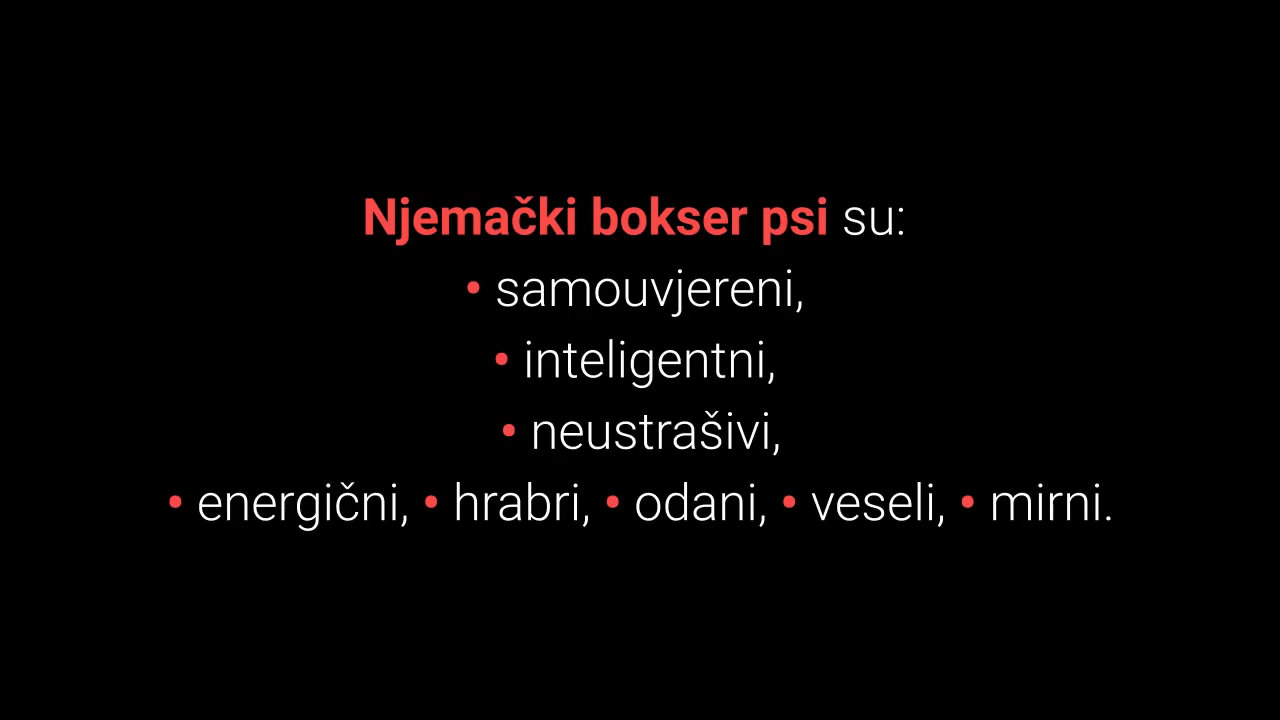 Njemački bokser psi su:
• samouvjereni,
• inteligentni,
• neustrašivi,
• energični, • hrabri, • odani, • veseli, • mirni.